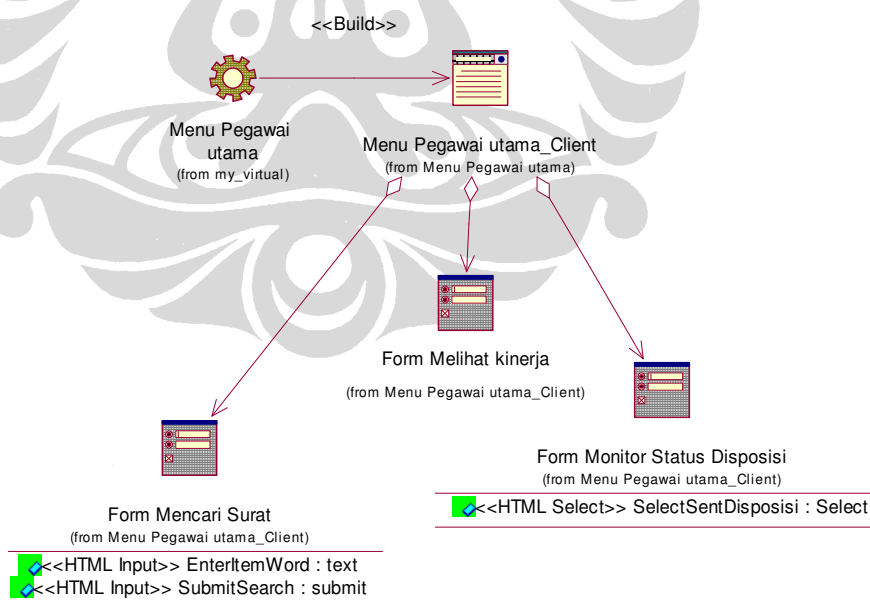 <<Build>>
Menu Pegawai
utama
(from my_virtual)
Menu Pegawai utama_Client
(from Menu Pegawai utama)
Form Melihat kinerja
(from Menu Pegawai utama_Client)
Form Monitor Status Disposisi
(from Menu Pegawai utama_Client)
<<HTML Select>> SelectSentDisposisi : Select
Form Mencari Surat
(from Menu Pegawai utama_Client)
<<HTML Input>> EnterItemWord : text
<<HTML Input>> SubmitSearch : submit